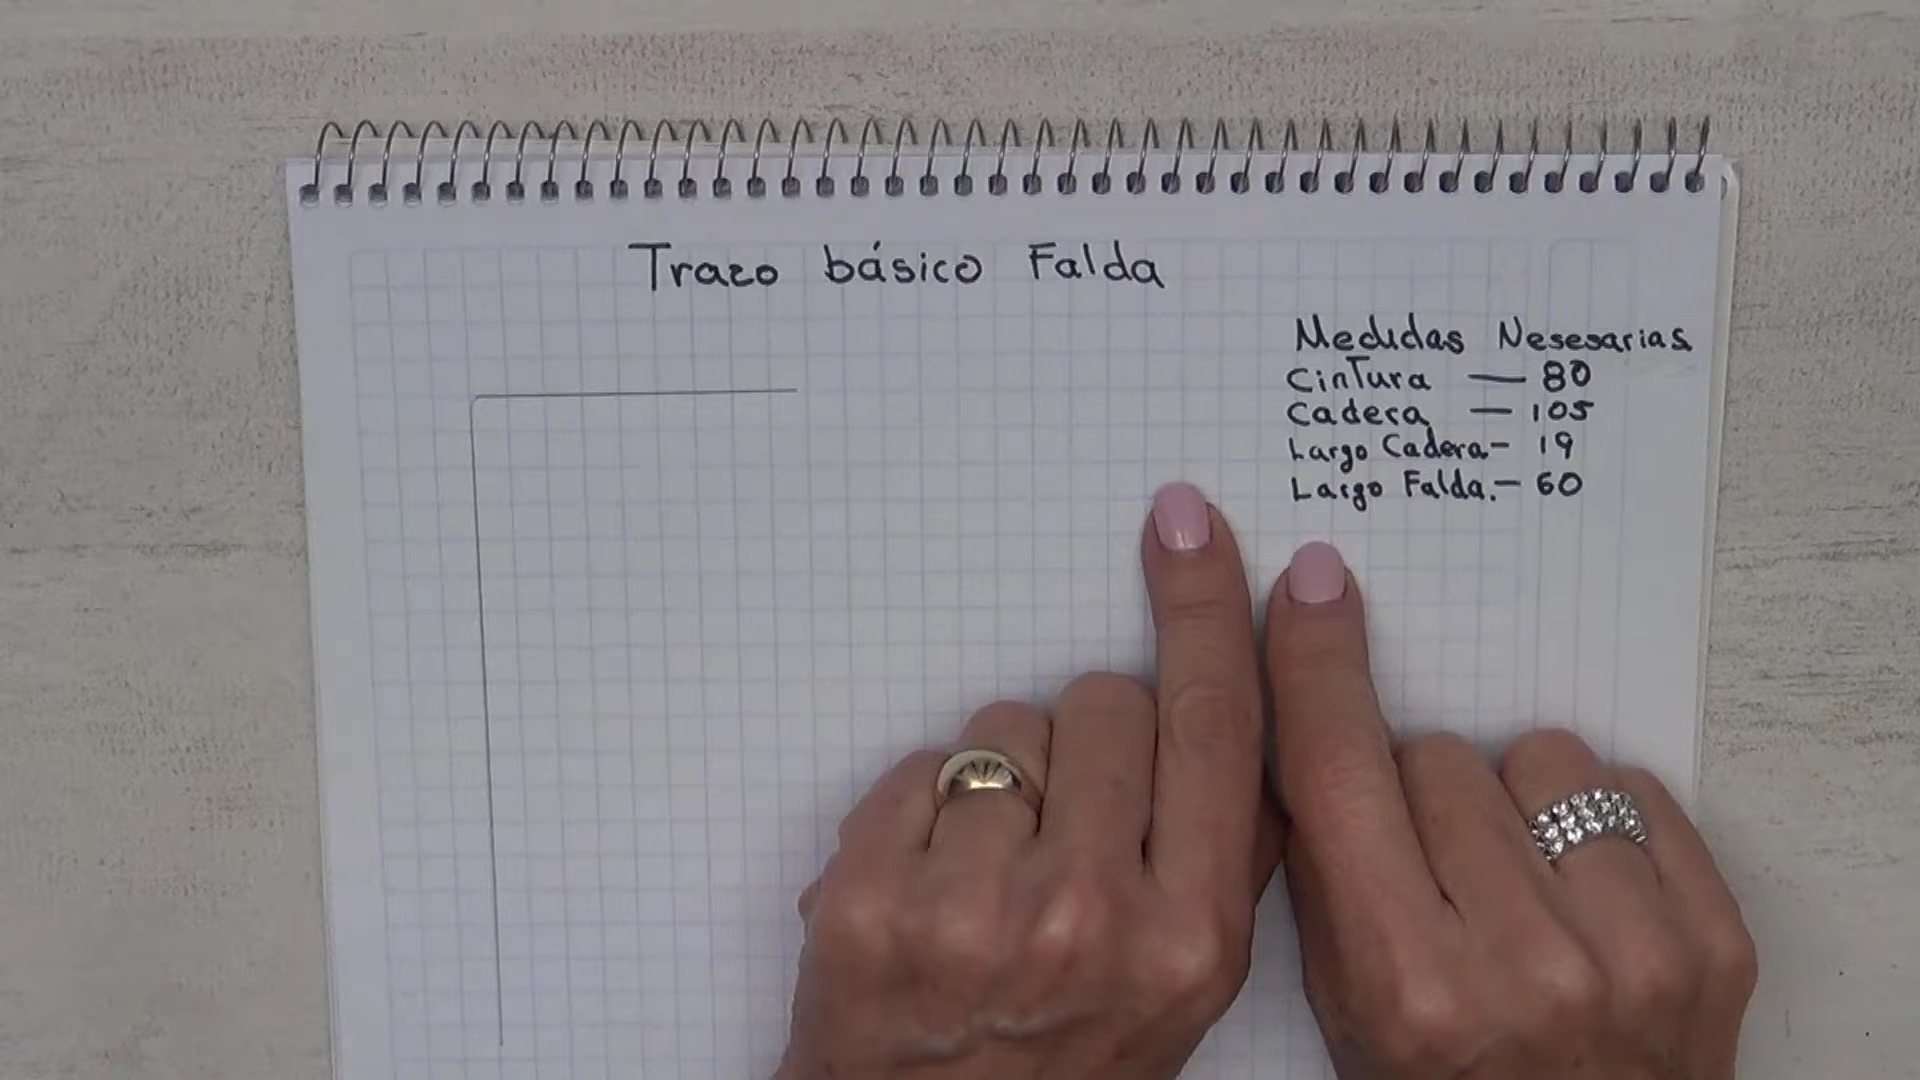 Trazo básico Falda
Medidas Nesesarias
Cintura — 80
Cadera — 105
Largo Cadera - 19
Largo Falda. - 60